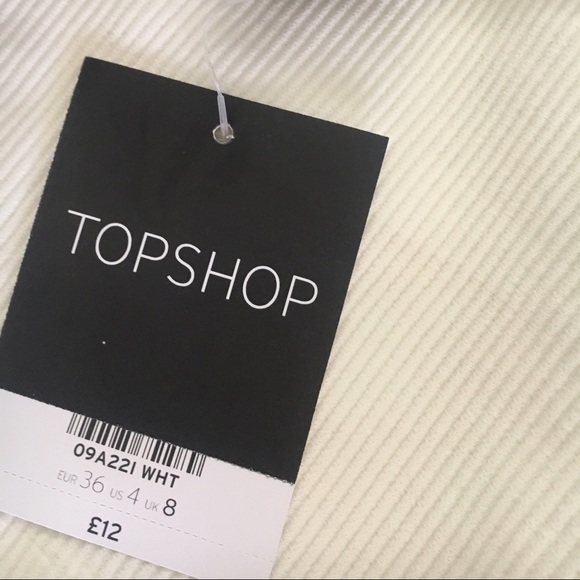 TOPSHOP
09A22I WHT
EUR 36 US 4 UK 8
£12